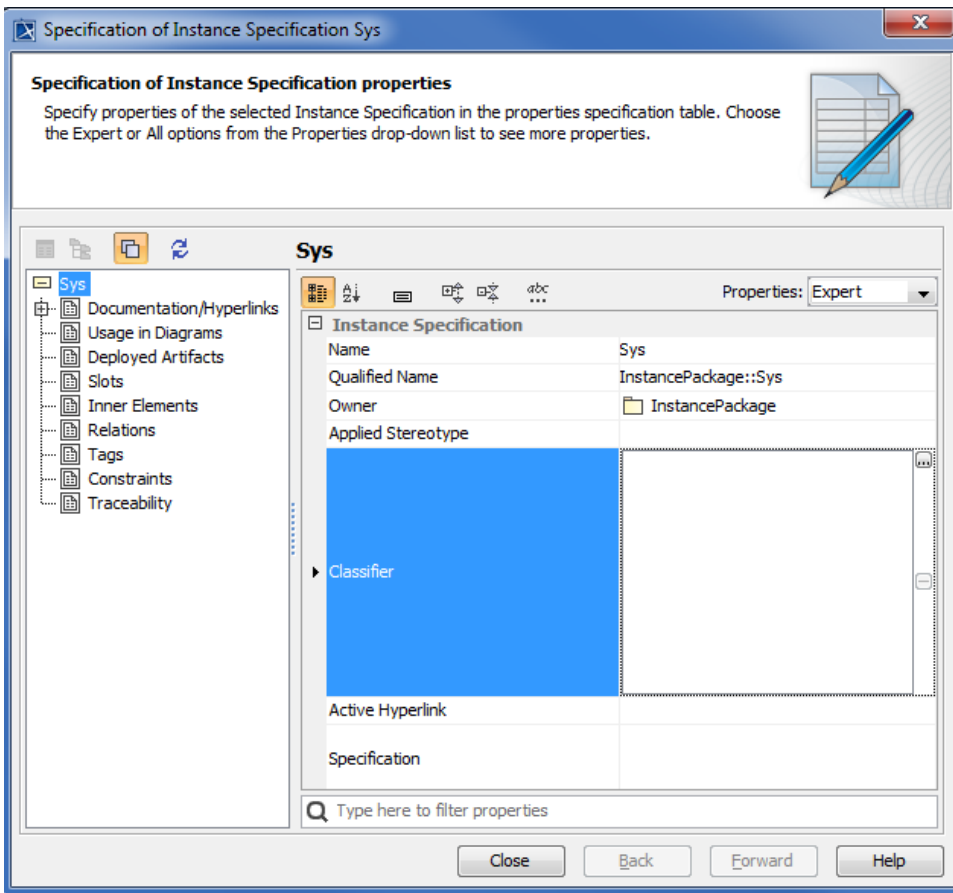 Specification of Instance Specification Sys
Specification of Instance Specification properties
Specify properties of the selected Instance Specification in the properties specification table. Choose
the Expert or All options from the Properties drop-down list to see more properties.
Sys
Sys
Documentation/Hyperlinks
Usage in Diagrams
Deployed Artifacts
Slots
Inner Elements
Relations
Tags
Constraints
Traceability
Properties: Expert
Instance Specification
Name Sys
Qualified Name InstancePackage::Sys
Owner InstancePackage
Applied Stereotype
Classifier
Active Hyperlink
Specification
Type here to filter properties
Close Back Forward Help